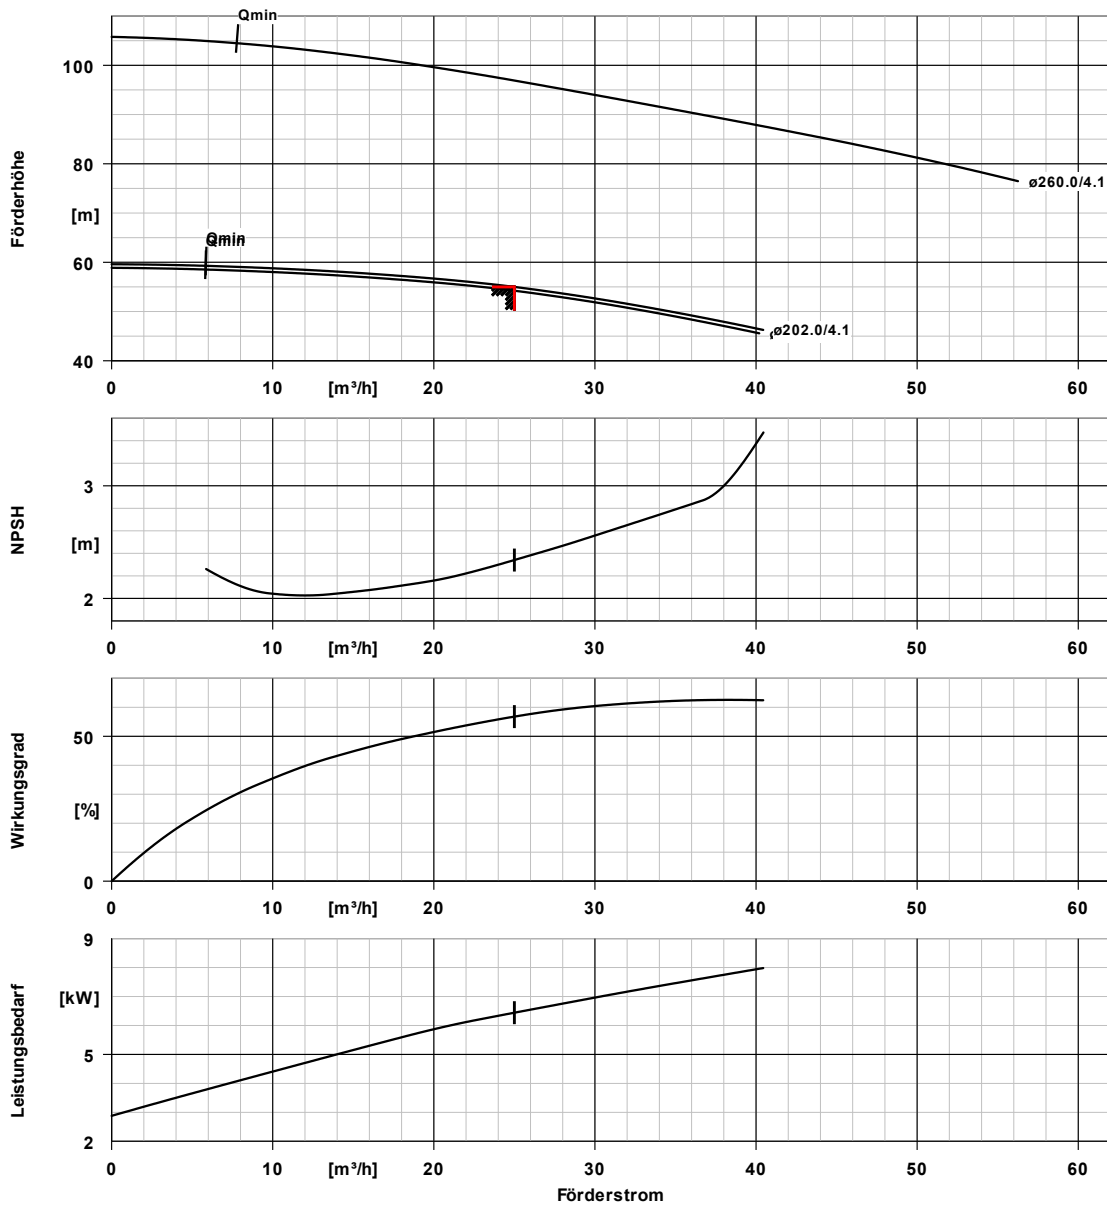 Qmin
100
80
Förderhöhe
[m]
ø260.0/4.1
Qmin
Qmin
60
ø202.0/4.1
40
0 10 [m³/h] 20 30 40 50 60
3
NPSH
[m]
2
0 10 [m³/h] 20 30 40 50 60
50
Wirkungsgrad
[%]
0
0 10 [m³/h] 20 30 40 50 60
9
[kW]
Leistungsbedarf
5
2
0 10 [m³/h] 20 30 40 50 60
Förderstrom